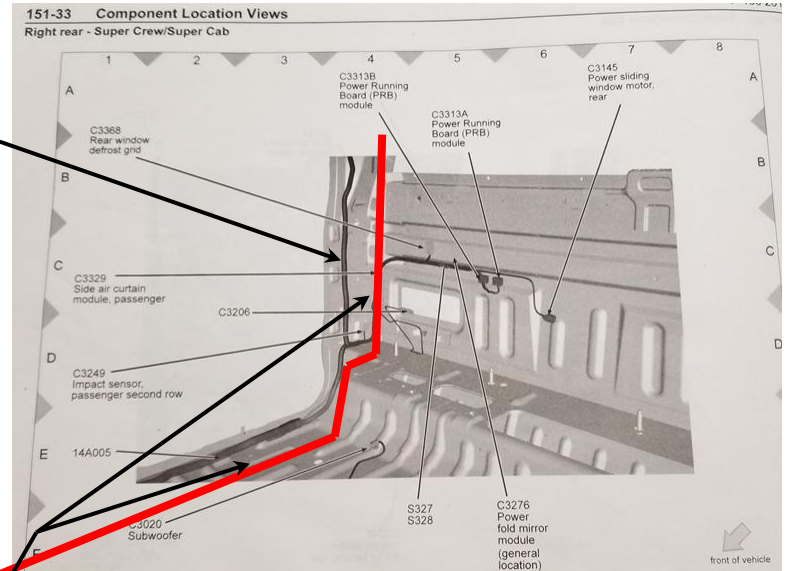 151-33 Component Location Views
Right rear - Super Crew/Super Cab
1 2 3 4 5 6 7 8
A
A
C3313B
Power Running
Board (PRB)
module
C3145
Power sliding
window motor,
rear
C3313A
Power Running
Board (PRB)
module
C3368
Rear window
defrost grid
B
B
C
C
C3329
Side air curtain
module, passenger
C3206
D
D
C3249
Impact sensor,
passenger second row
E
14A005
C3020
Subwoofer
S327
S328
C3276
Power
fold mirror
module
(general
location)
F
front of vehicle